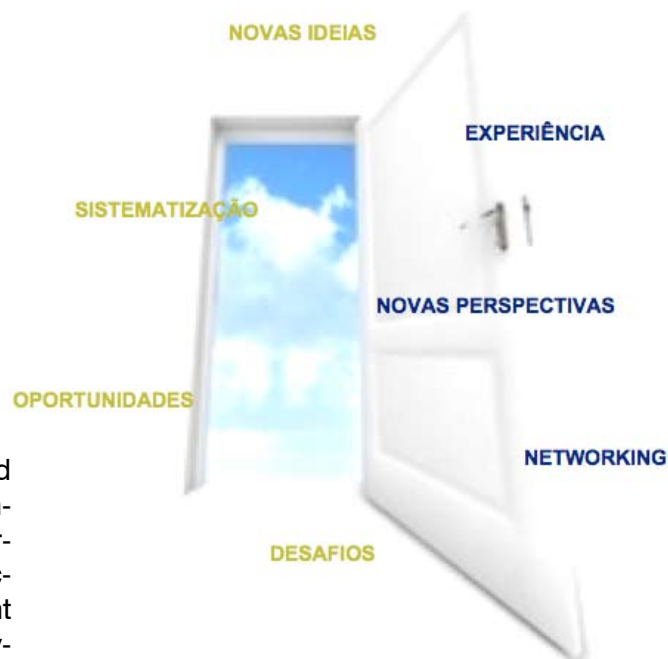 NOVAS IDEIAS
EXPERIÊNCIA
SISTEMATIZAÇÃO
NOVAS PERSPECTIVAS
OPORTUNIDADES
NETWORKING
DESAFIOS